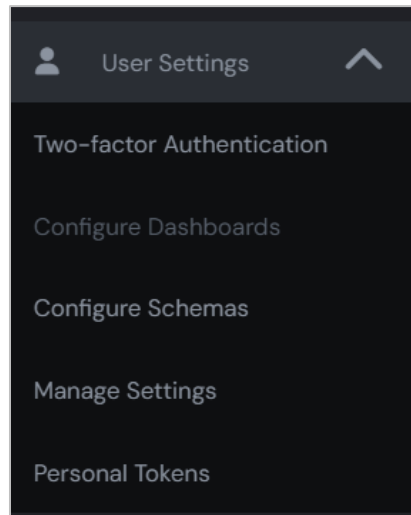 User Settings
Two-factor Authentication
Configure Dashboards
Configure Schemas
Manage Settings
Personal Tokens